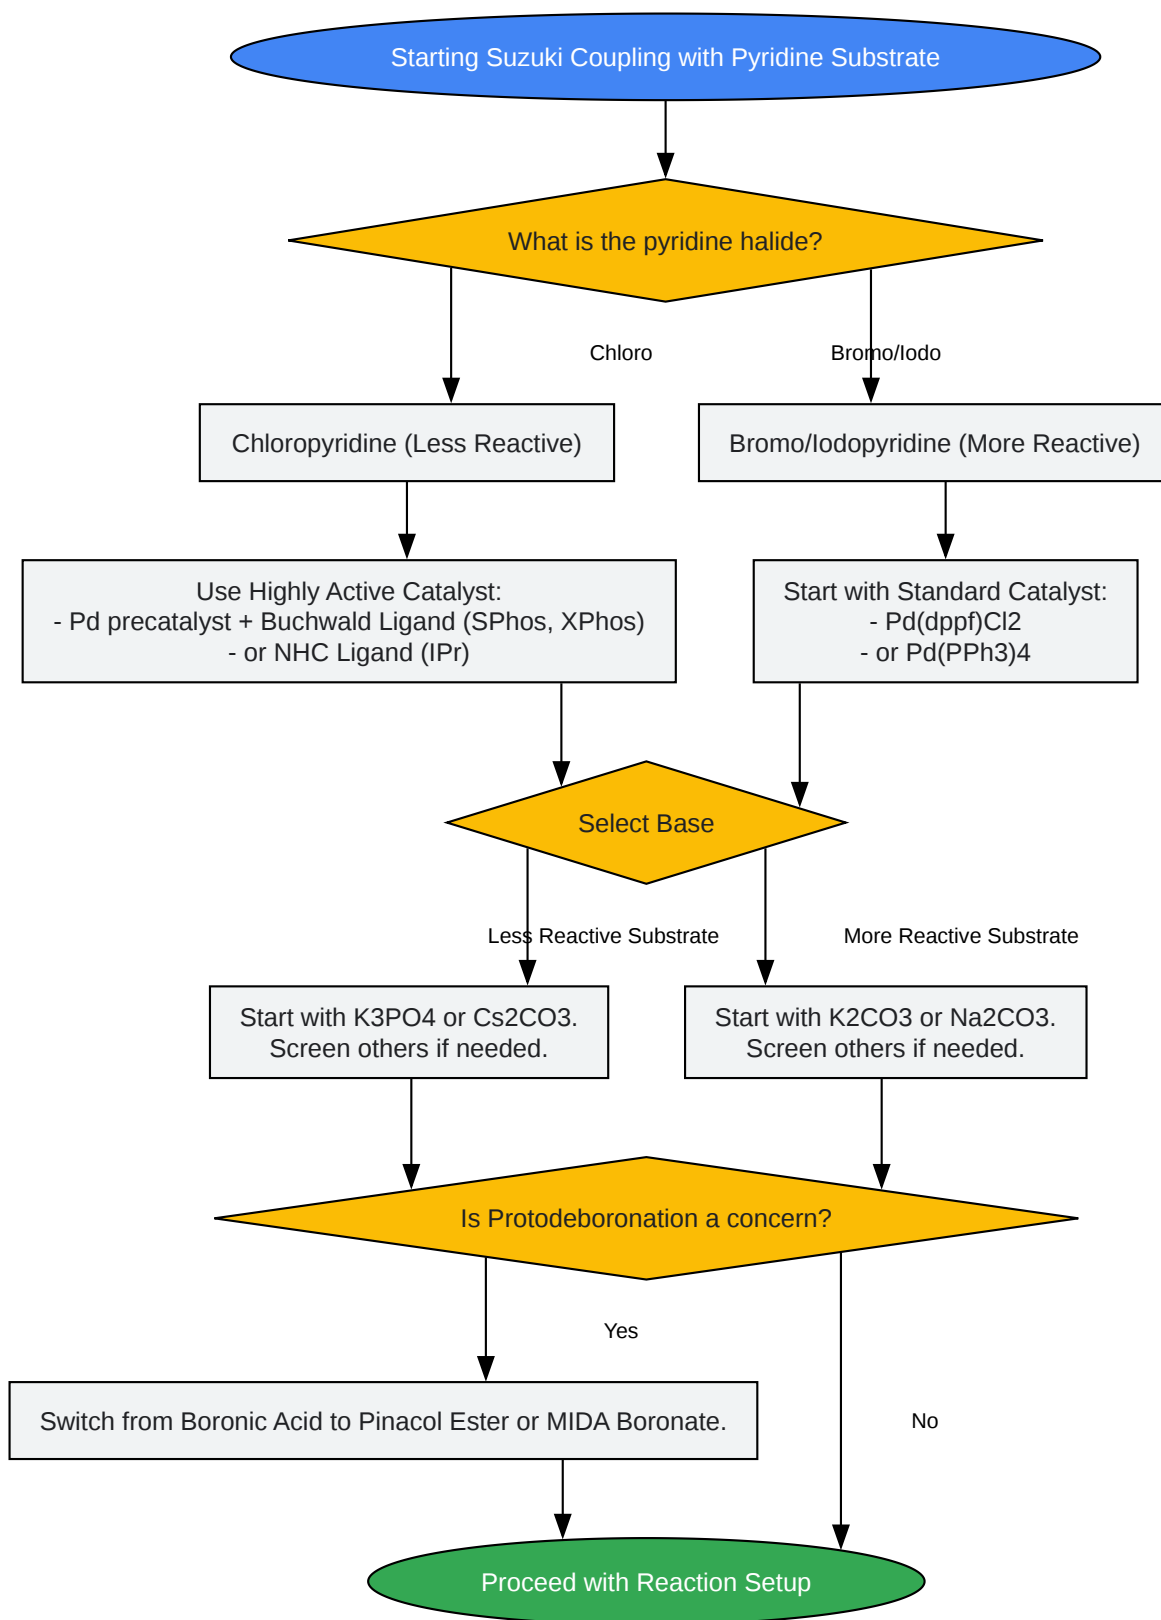 Starting Suzuki Coupling with Pyridine Substrate
What is the pyridine halide?
Chloro
Bromo/Iodo
Chloropyridine (Less Reactive)
Bromo/Iodopyridine (More Reactive)
Use Highly Active Catalyst:
- Pd precatalyst + Buchwald Ligand (SPhos, XPhos)
- or NHC Ligand (IPr)
Start with Standard Catalyst:
- Pd(dppf)Cl2
- or Pd(PPh3)4
Select Base
Less Reactive Substrate
More Reactive Substrate
Start with K3PO4 or Cs2CO3.
Screen others if needed.
Start with K2CO3 or Na2CO3.
Screen others if needed.
Is Protodeboronation a concern?
Yes
Switch from Boronic Acid to Pinacol Ester or MIDA Boronate.
No
Proceed with Reaction Setup